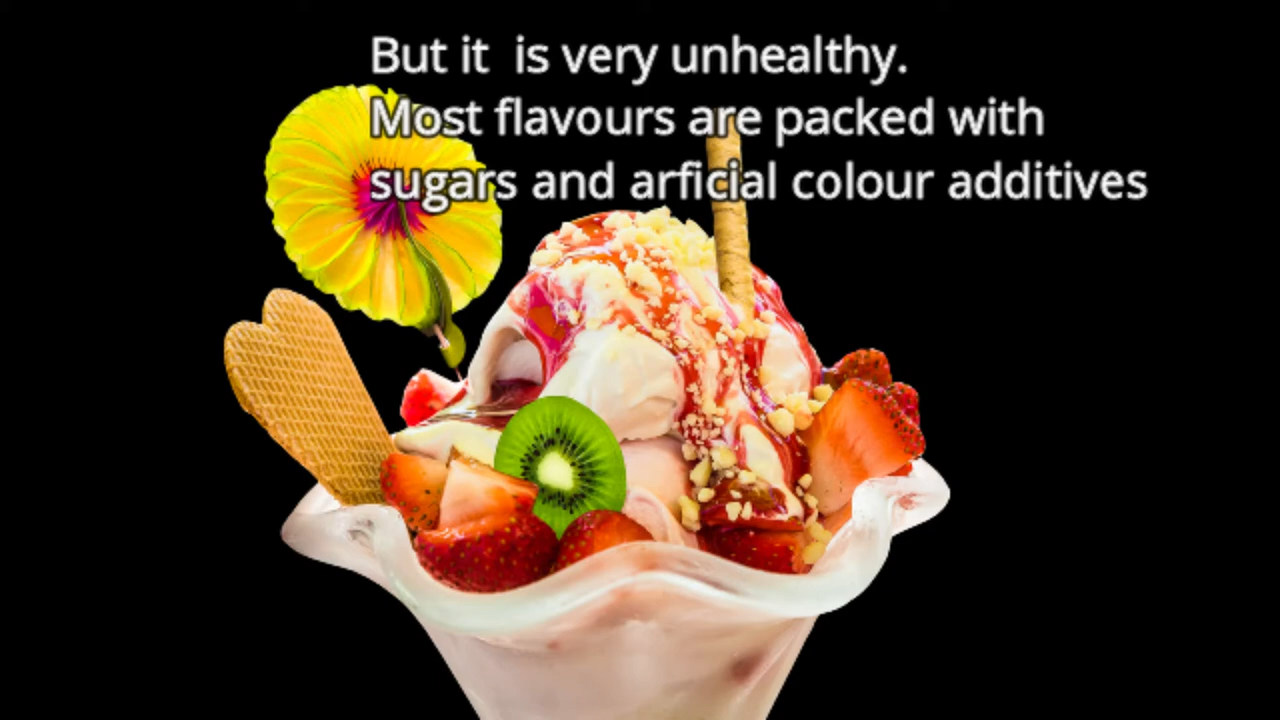 But it  is very unhealthy.
Most flavours are packed with
sugars and arficial colour additives